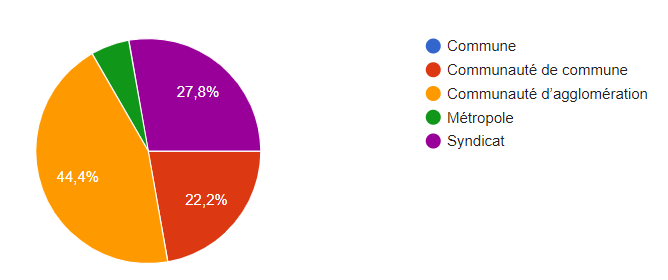 Commune
Communauté de commune
Communauté d’agglomération
Métropole
Syndicat
27,8%
44,4%
22,2%